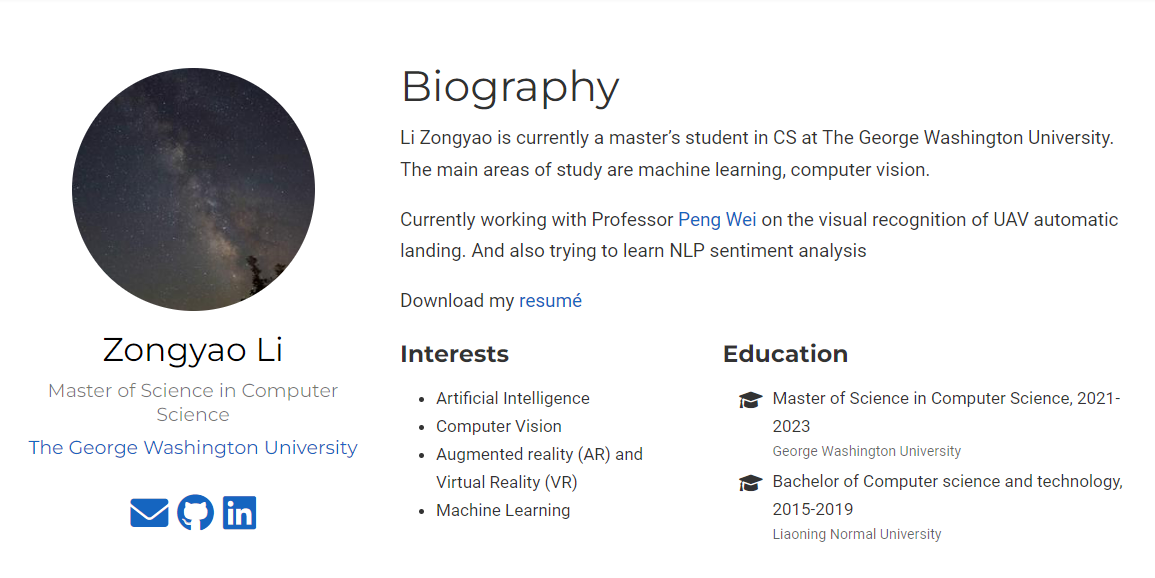 Biography
Li Zongyao is currently a master’s student in CS at The George Washington University.
The main areas of study are machine learning, computer vision.
Currently working with Professor Peng Wei on the visual recognition of UAV automatic
landing. And also trying to learn NLP sentiment analysis
Download my resumé
Zongyao Li
Master of Science in Computer
Science
The George Washington University
Interests
Artificial Intelligence
Computer Vision
Augmented reality (AR) and
Virtual Reality (VR)
Machine Learning
Education
Master of Science in Computer Science, 2021-
2023
George Washington University
Bachelor of Computer science and technology,
2015-2019
Liaoning Normal University
in